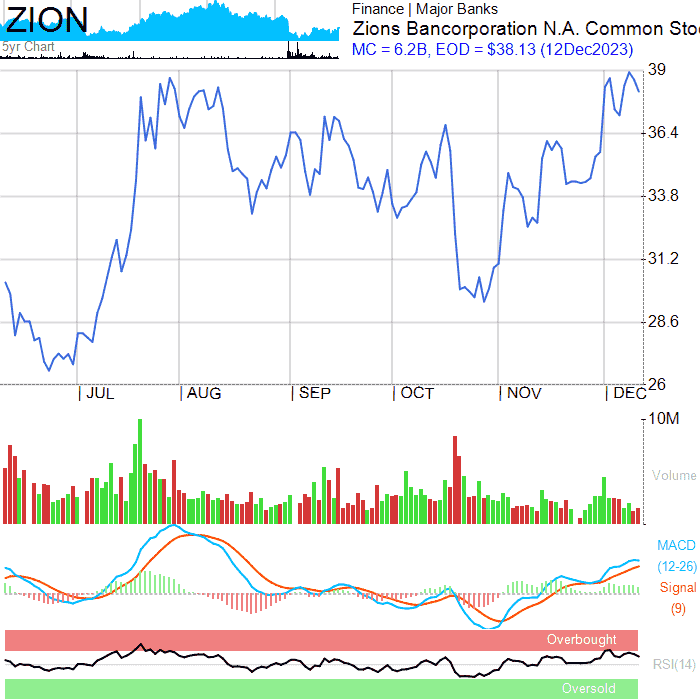 ZION
5yr Chart
Finance | Major Banks
Zions Bancorporation N.A. Common Sto
MC = 6.2B, EOD = $38.13 (12Dec2023)
39
36.4
33.8
31.2
28.6
26
| JUL | AUG | SEP | OCT | NOV | DEC
10M
Volume
MACD
(12-26)
Signal
(9)
Overbought
RSI(14)
Oversold